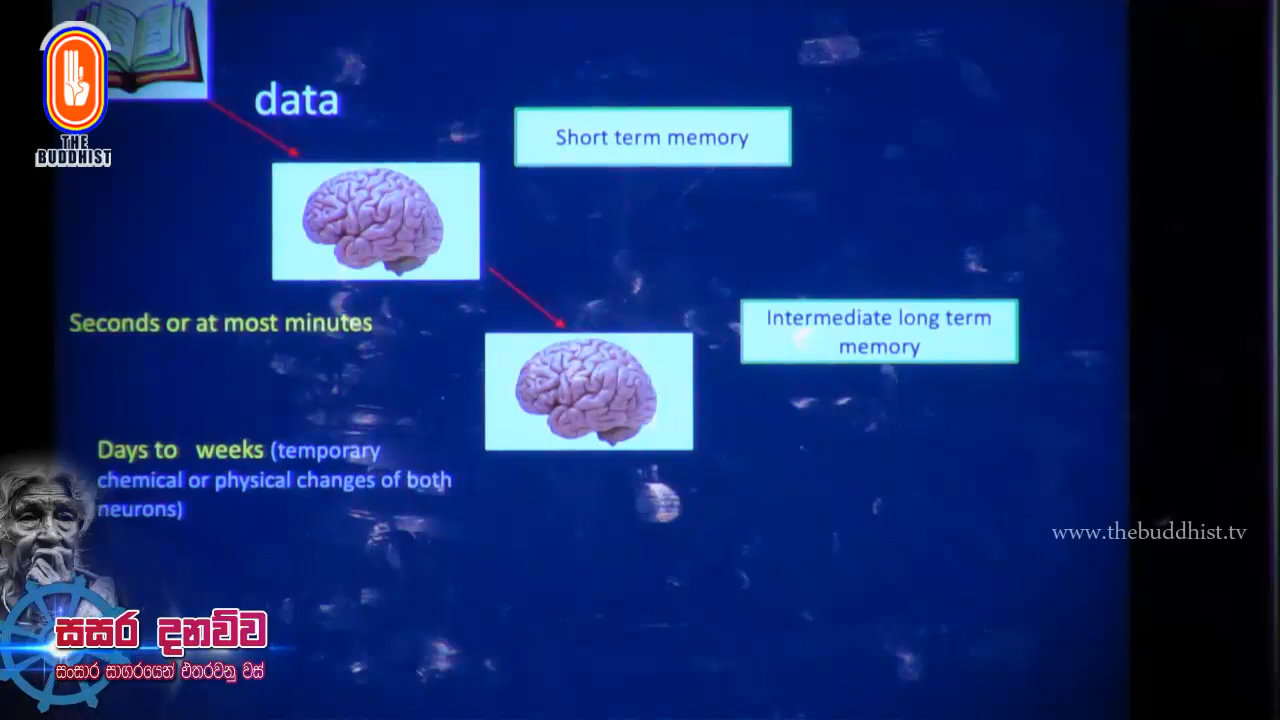 THE
BUDDHIST
data
Short term memory
Seconds or at most minutes
Intermediate long term
memory
Days to weeks (temporary
chemical or physical changes of both
neurons)
www.thebuddhist.tv
සසර දනව්ව
සංසාර සාගරයෙන් එතරවනු වස්